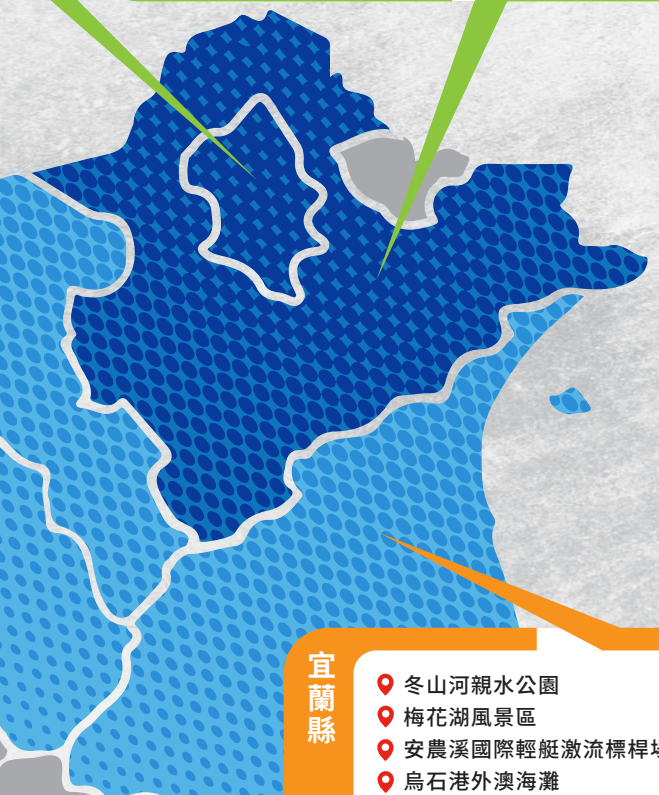 宜蘭縣
冬山河親水公園
梅花湖風景區
安農溪國際輕艇激流標桿場
烏石港外澳海灘